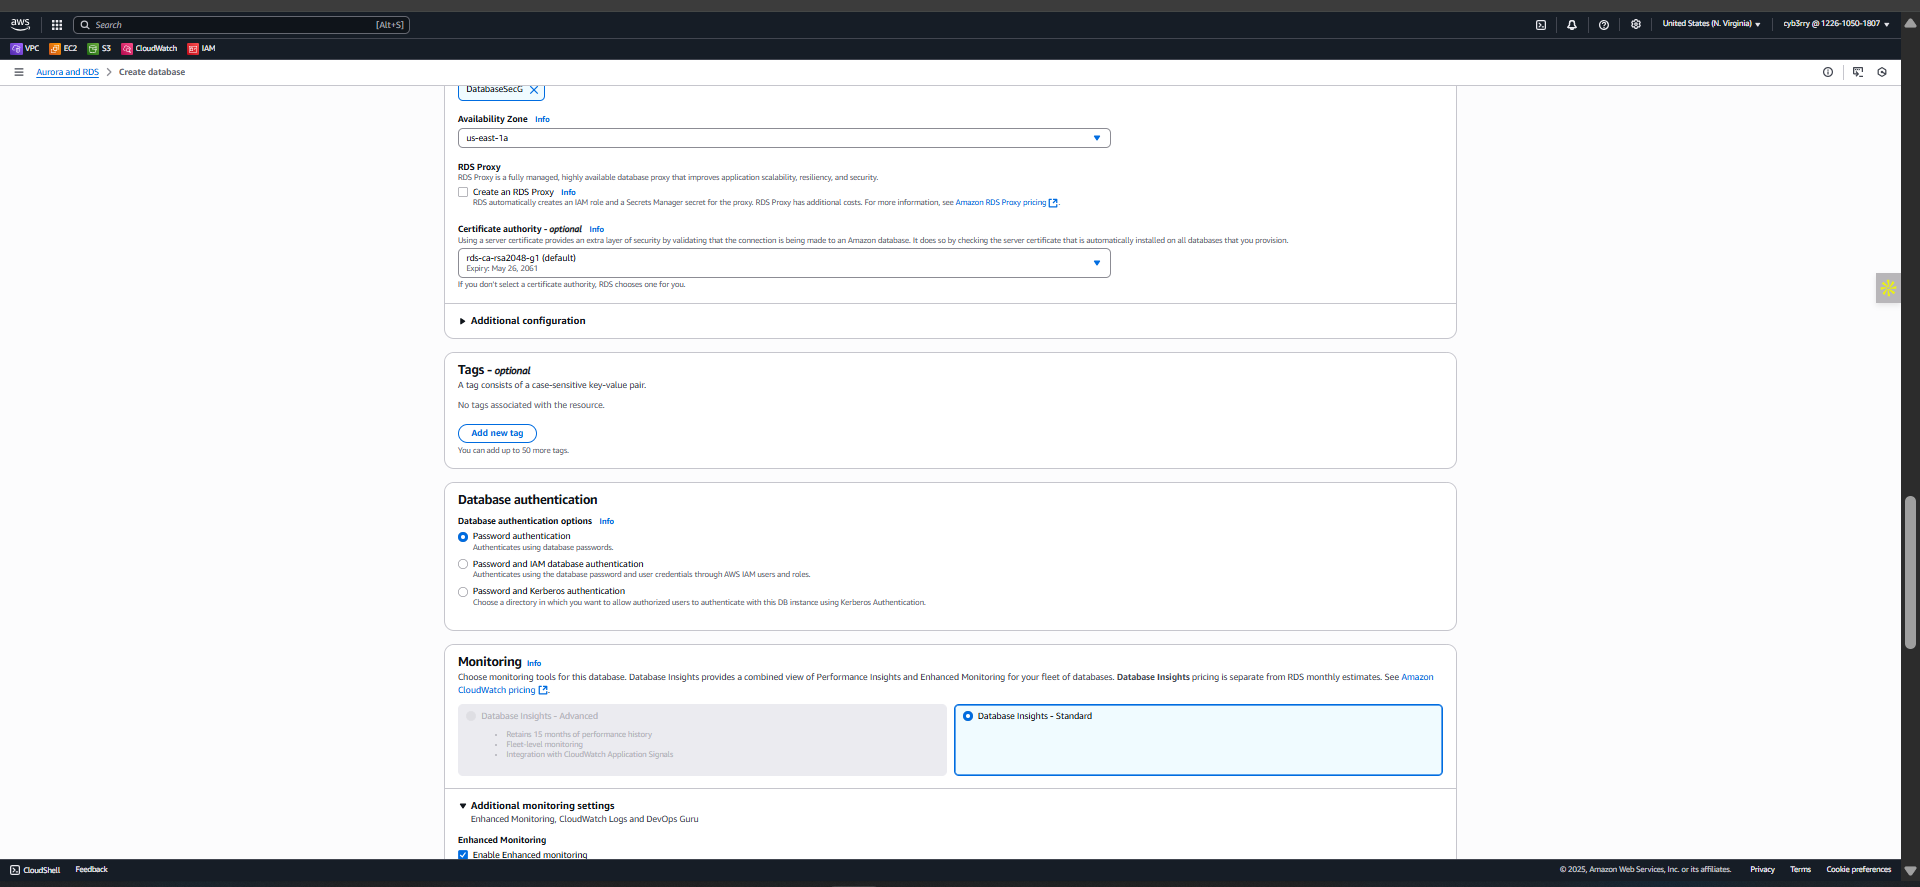 aws
Search [Alt+S]
United States (N. Virginia)
cyb3rry @ 1226-1050-1807
VPC EC2 S3 CloudWatch IAM
Aurora and RDS > Create database
DatabaseSecG
Availability Zone Info
us-east-1a
RDS Proxy
RDS Proxy is a fully managed, highly available database proxy that improves application scalability, resiliency, and security.
Create an RDS Proxy Info
RDS automatically creates an IAM role and a Secrets Manager secret for the proxy. RDS Proxy has additional costs. For more information, see Amazon RDS Proxy pricing.
Certificate authority - optional Info
Using a server certificate provides an extra layer of security by validating that the connection is being made to an Amazon database. It does so by checking the server certificate that is automatically installed on all databases that you provision.
rds-ca-rsa2048-g1 (default)
Expiry: May 26, 2061
If you don't select a certificate authority, RDS chooses one for you.
Additional configuration
Tags - optional
A tag consists of a case-sensitive key-value pair.
No tags associated with the resource.
Add new tag
You can add up to 50 more tags.
Database authentication
Database authentication options Info
Password authentication
Authenticates using database passwords.
Password and IAM database authentication
Authenticates using the database password and user credentials through AWS IAM users and roles.
Password and Kerberos authentication
Choose a directory in which you want to allow authorized users to authenticate with this DB instance using Kerberos Authentication.
Monitoring Info
Choose monitoring tools for this database. Database Insights provides a combined view of Performance Insights and Enhanced Monitoring for your fleet of databases. Database Insights pricing is separate from RDS monthly estimates. See Amazon
CloudWatch pricing.
Database Insights - Advanced
• Retains 15 months of performance history
• Fleet-level monitoring
• Integration with CloudWatch Application Signals
Database Insights - Standard
Additional monitoring settings
Enhanced Monitoring, CloudWatch Logs and DevOps Guru
Enhanced Monitoring
Enable Enhanced monitoring
CloudShell Feedback
© 2025, Amazon Web Services, Inc. or its affiliates. Privacy Terms Cookie preferences